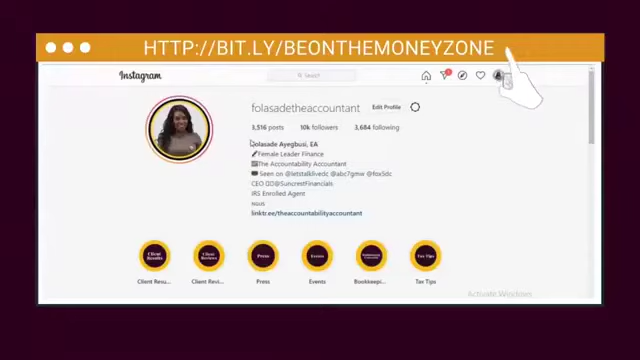 HTTP://BIT.LY/BEONTHEMONEYZONE
Instagram
Search
folasadetheaccountant Edit Profile
3,516 posts 10k followers 3,684 following
Folasade Ayegbusi, EA
Female Leader Finance
The Accountability Accountant
Seen on @letstalklivedc @abc7gmw @fox5dc
CEO @SuncrestFinancials
IRS Enrolled Agent
linktr.ee/theaccountabilityaccountant
Client Results
Client Reviews
Press
Events
Tax Tips
Client Resu...
Client Revi...
Press
Events
Bookkeepi...
Tax Tips
Activate Windows